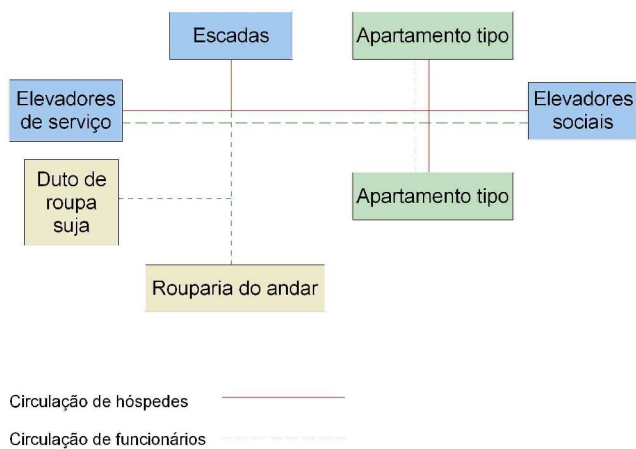 Escadas
Apartamento tipo
Elevadores
de serviço
Elevadores
sociais
Duto de
roupa
suja
Apartamento tipo
Rouparia do andar
Circulação de hóspedes
Circulação de funcionários